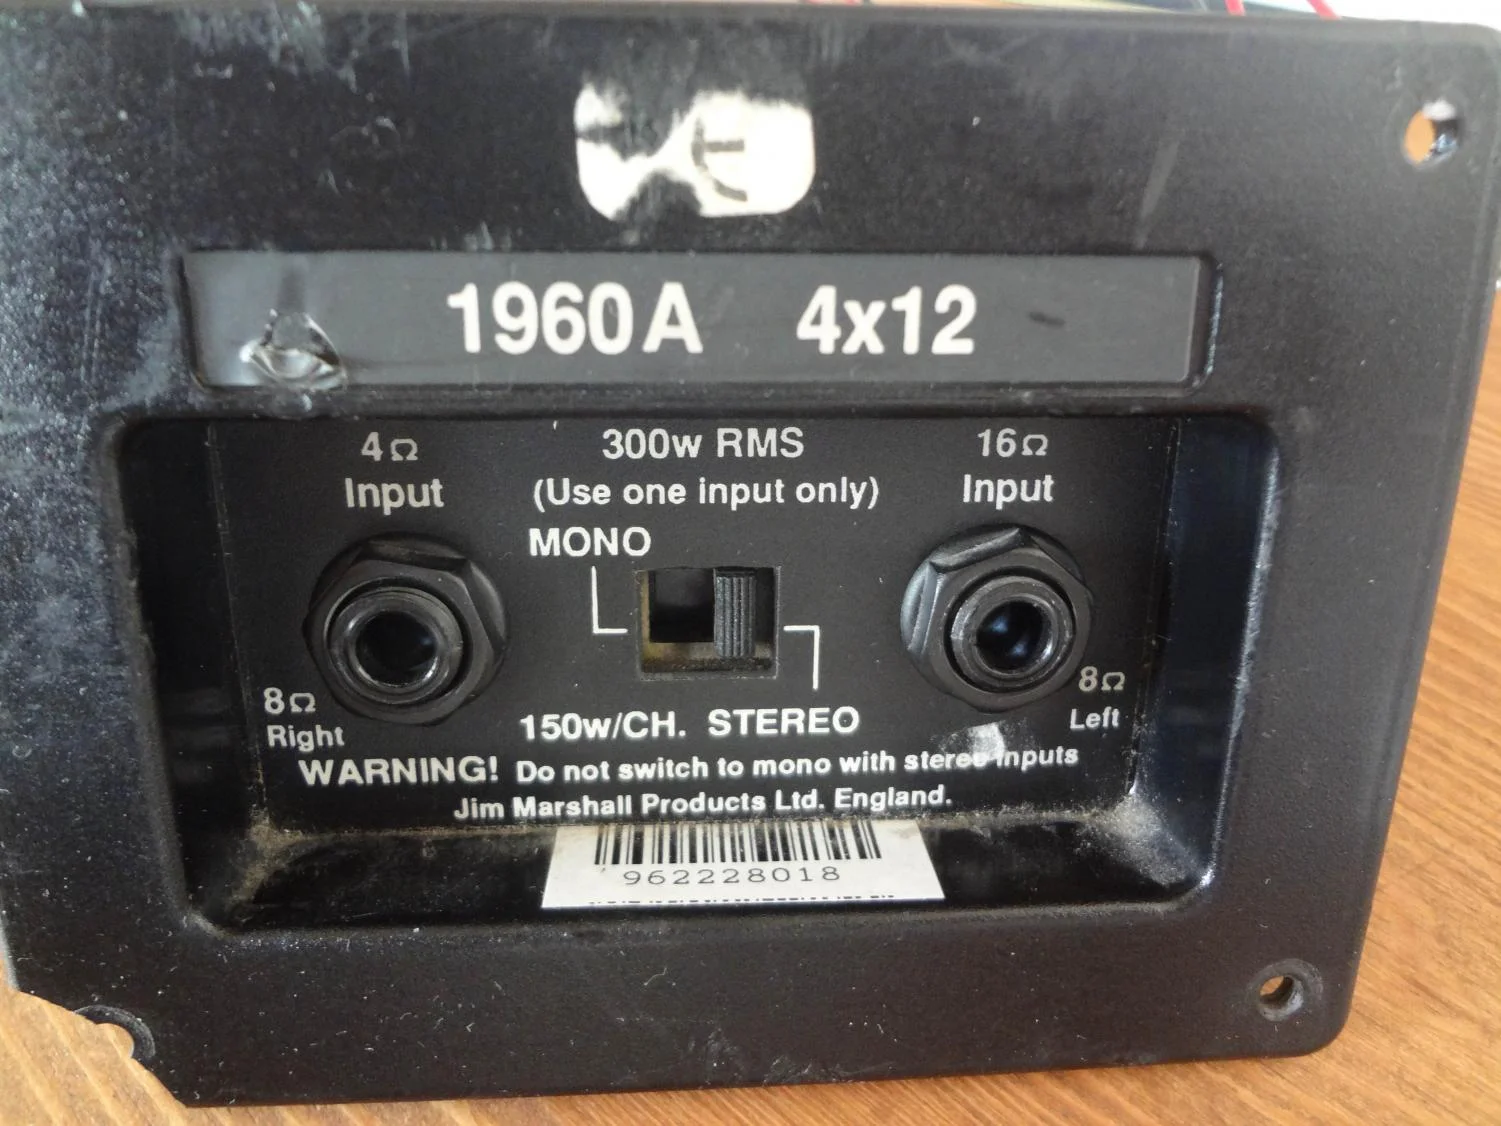 1960A 4x12
4Ω 300w RMS 16Ω
Input (Use one input only) Input
MONO
8Ω 8Ω
Right 150w/CH. STEREO Left
WARNING! Do not switch to mono with stereo inputs
Jim Marshall Products Ltd. England.
962228018